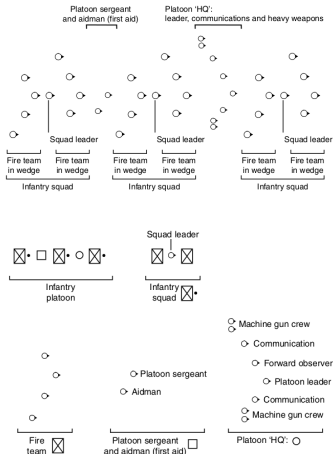 Platoon sergeant
and aidman (first aid)
Platoon ‘HQ’:
leader, communications and heavy weapons
Squad leader
Squad leader
Squad leader
Fire team
in wedge
Fire team
in wedge
Fire team
in wedge
Fire team
in wedge
Fire team
in wedge
Fire team
in wedge
Infantry squad
Infantry squad
Infantry squad
Squad leader
Infantry
platoon
Infantry
squad
Machine gun crew
Communication
Forward observer
Platoon leader
Communication
Machine gun crew
Platoon sergeant
Aidman
Fire
team
Platoon sergeant
and aidman (first aid)
Platoon ‘HQ’: